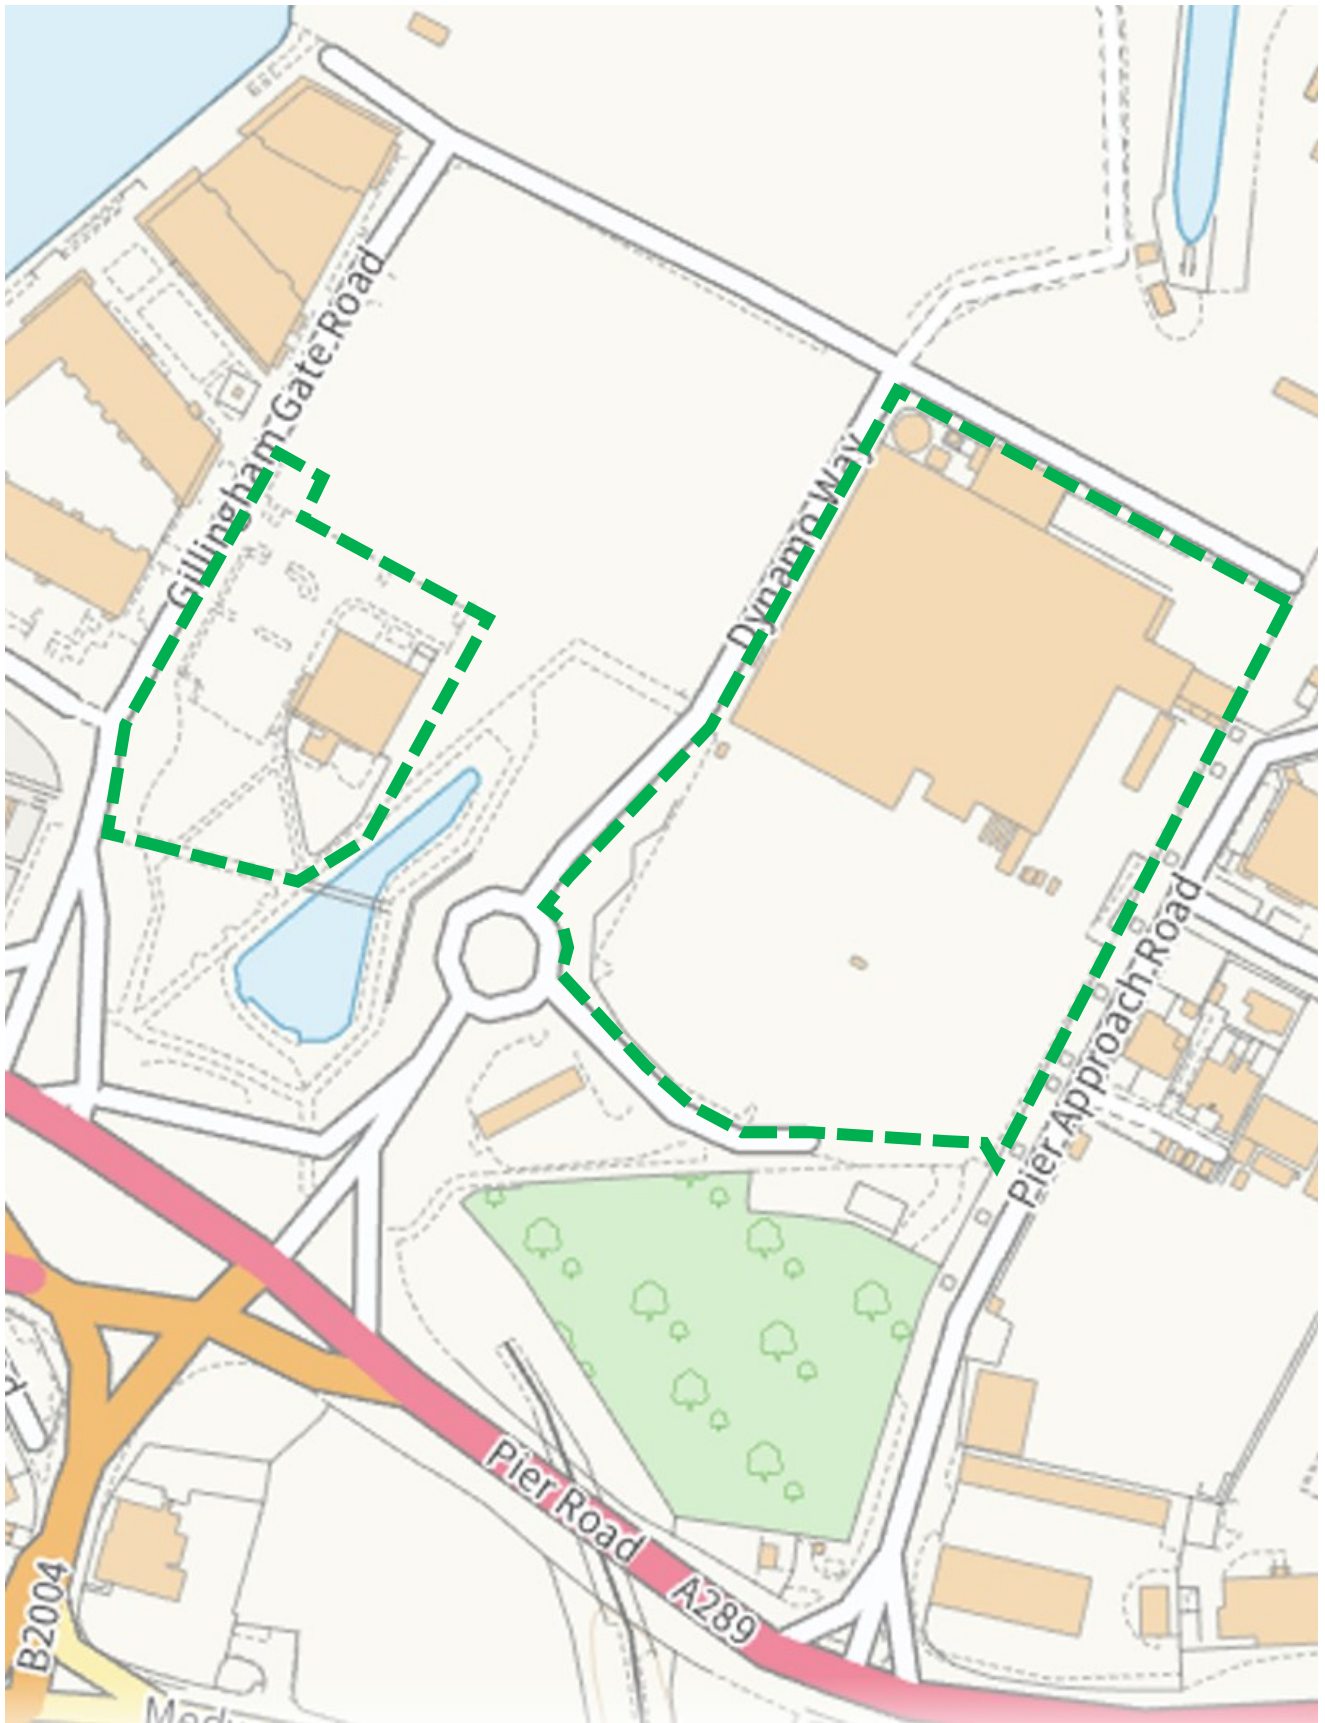 Gillingham Gate Road
Dynamo Way
Pier Approach Road
Pier Road
A289
B2004